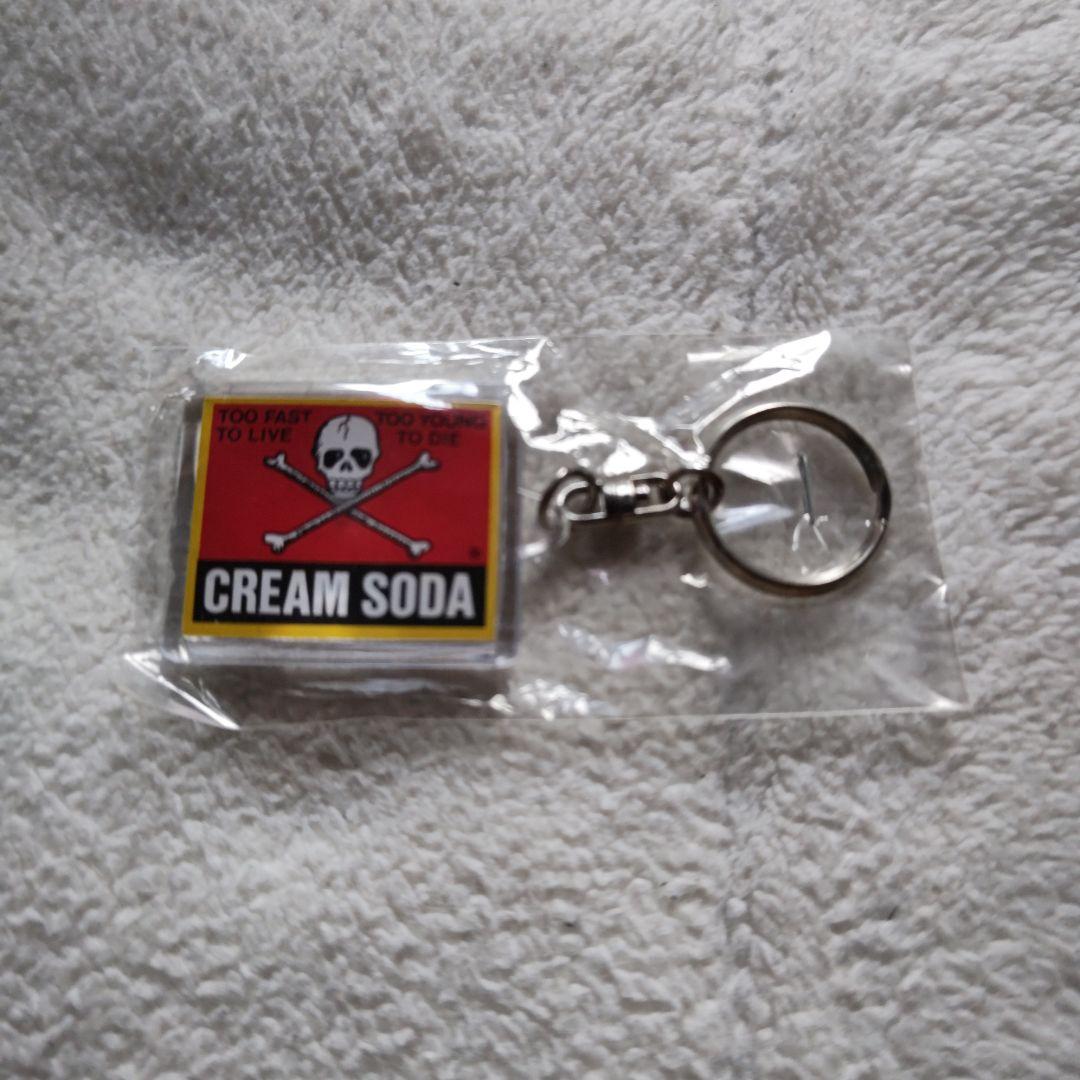 TOO FAST TOO YOUNG
TO LIVE TO DIE
®
CREAM SODA